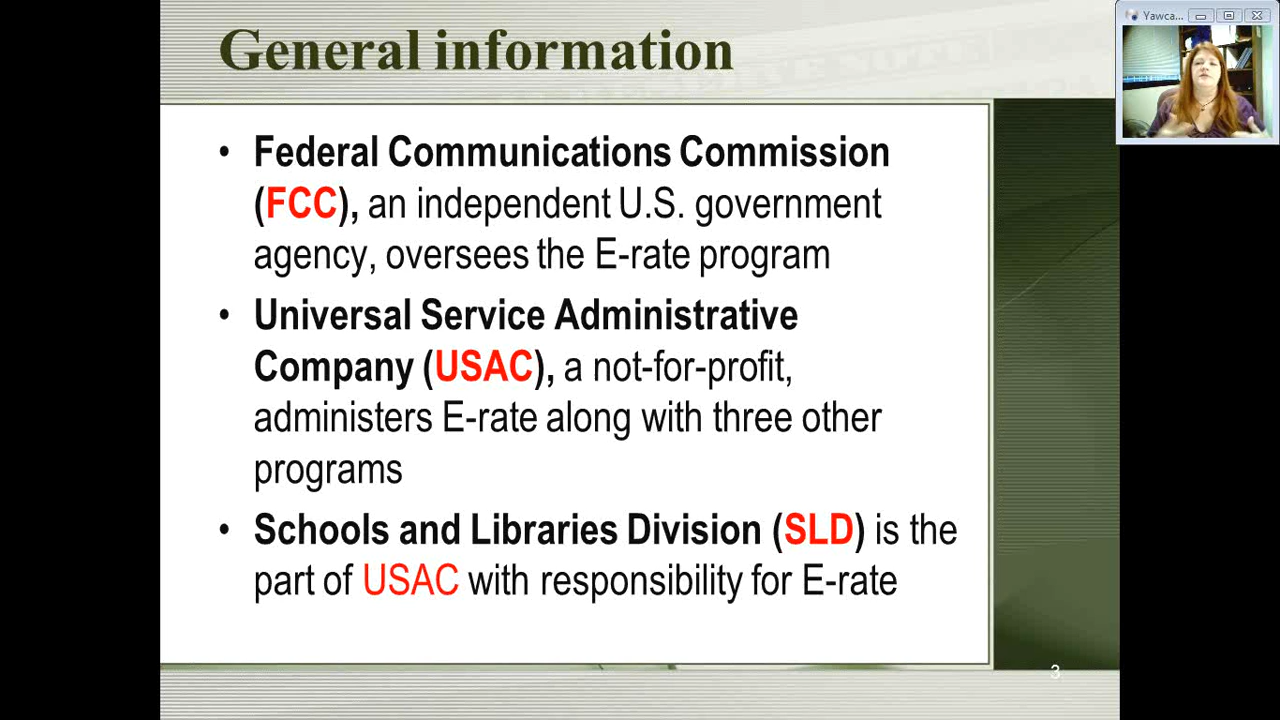 General information
Yawca...
• Federal Communications Commission
(FCC), an independent U.S. government
agency, oversees the E-rate program
• Universal Service Administrative
Company (USAC), a not-for-profit,
administers E-rate along with three other
programs
• Schools and Libraries Division (SLD) is the
part of USAC with responsibility for E-rate
3